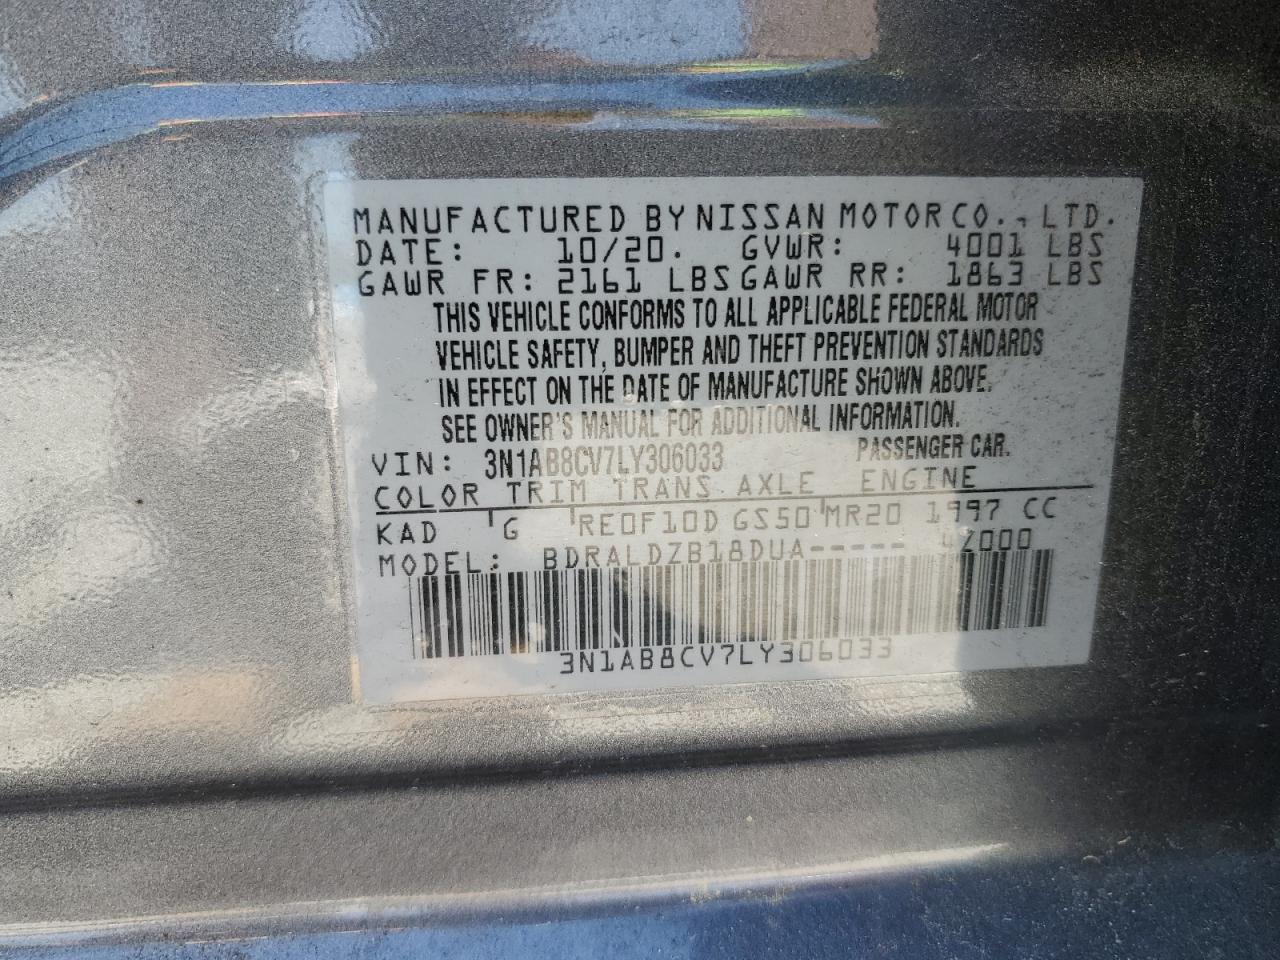 MANUFACTURED BY NISSAN MOTOR CO., LTD.
DATE: 10/20. GVWR: 4001 LBS
GAWR FR: 2161 LBS GAWR RR: 1863 LBS
THIS VEHICLE CONFORMS TO ALL APPLICABLE FEDERAL MOTOR
VEHICLE SAFETY, BUMPER AND THEFT PREVENTION STANDARDS
IN EFFECT ON THE DATE OF MANUFACTURE SHOWN ABOVE.
SEE OWNER'S MANUAL FOR ADDITIONAL INFORMATION.
VIN: 3N1AB8CV7LY306033 PASSENGER CAR.
COLOR TRIM TRANS AXLE ENGINE
KAD G RE0F10D GS50 MR20 1997 CC
MODEL: BDRALDZB18DUA----- 4Z000
3N1AB8CV7LY306033